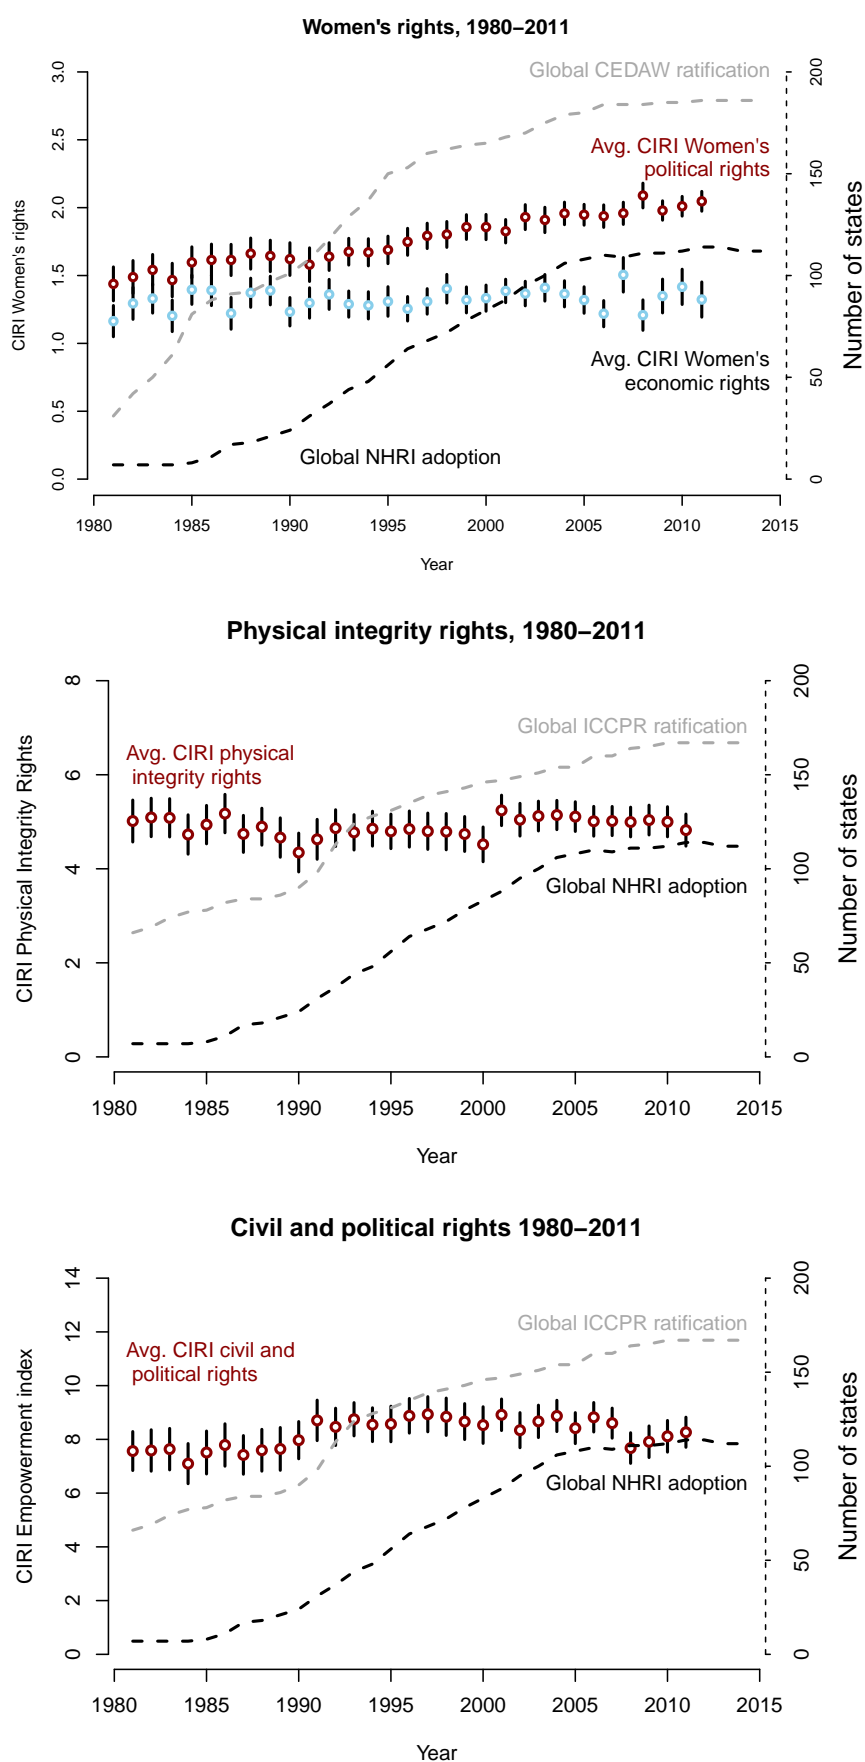 Women's rights, 1980−2011
Global CEDAW ratification
Avg. CIRI Women's
political rights
Avg. CIRI Women's
economic rights
Global NHRI adoption
CIRI Women's rights
0.0 0.5 1.0 1.5 2.0 2.5 3.0
Number of states
0 50 100 150 200
1980 1985 1990 1995 2000 2005 2010 2015
Year
Physical integrity rights, 1980−2011
Global ICCPR ratification
Avg. CIRI physical
integrity rights
Global NHRI adoption
CIRI Physical Integrity Rights
0 2 4 6 8
Number of states
0 50 100 150 200
1980 1985 1990 1995 2000 2005 2010 2015
Year
Civil and political rights 1980−2011
Global ICCPR ratification
Avg. CIRI civil and
political rights
Global NHRI adoption
CIRI Empowerment index
0 2 4 6 8 10 12 14
Number of states
0 50 100 150 200
1980 1985 1990 1995 2000 2005 2010 2015
Year